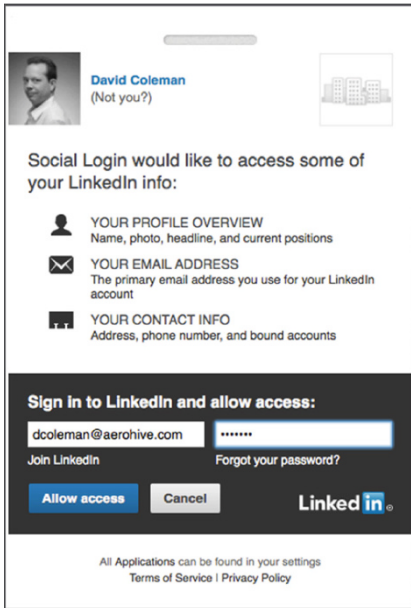 David Coleman
(Not you?)
Social Login would like to access some of
your LinkedIn info:
YOUR PROFILE OVERVIEW
Name, photo, headline, and current positions
YOUR EMAIL ADDRESS
The primary email address you use for your LinkedIn
account
YOUR CONTACT INFO
Address, phone number, and bound accounts
Sign in to LinkedIn and allow access:
dcoleman@aerohive.com •••••••
Join LinkedIn Forgot your password?
Allow access Cancel Linked in ®
All Applications can be found in your settings
Terms of Service | Privacy Policy